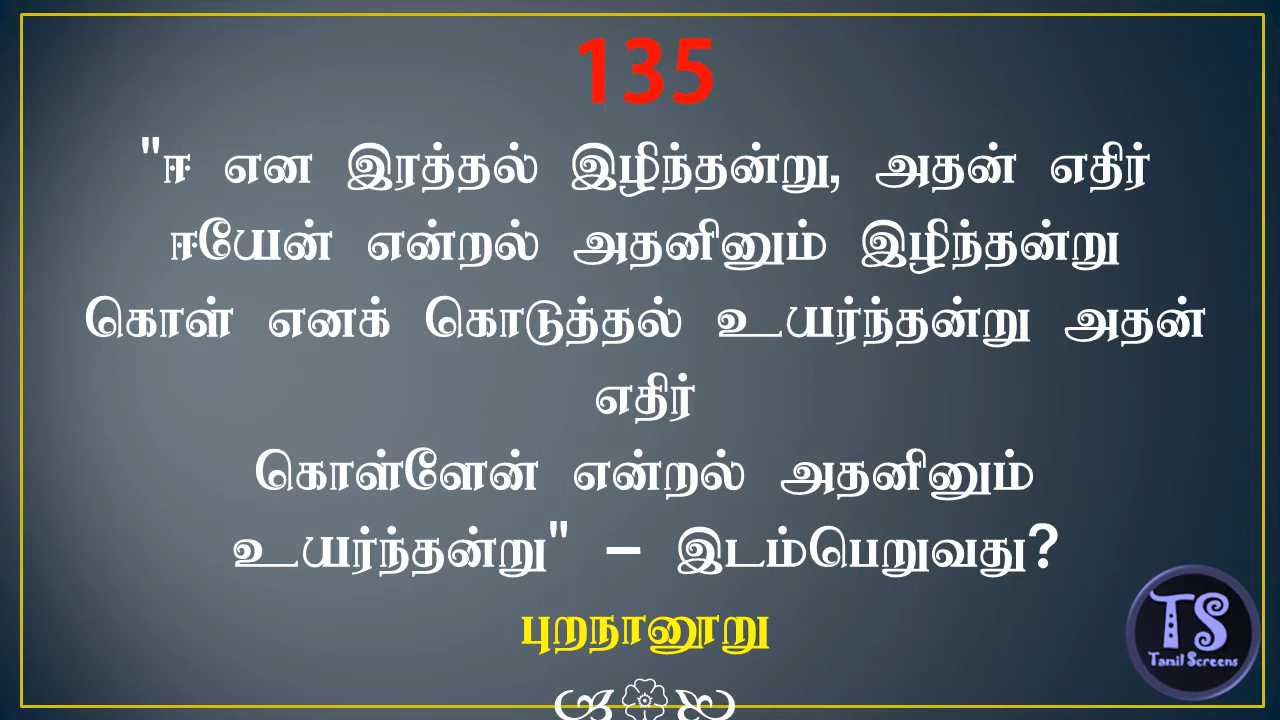 135
"ஈ என இரத்தல் இழிந்தன்று, அதன் எதிர்
ஈயேன் என்றல் அதனினும் இழிந்தன்று
கொள் எனக் கொடுத்தல் உயர்ந்தன்று அதன்
எதிர்
கொள்ளேன் என்றல் அதனினும்
உயர்ந்தன்று" – இடம்பெறுவது?
புறநானூறு
TS
Tamil Screens